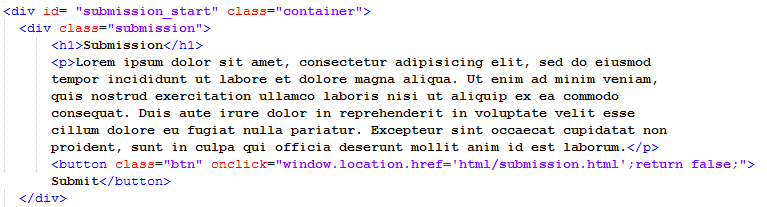 <div id= "submission_start" class="container">
<div class="submission">
<h1>Submission</h1>
<p>Lorem ipsum dolor sit amet, consectetur adipisicing elit, sed do eiusmod
tempor incididunt ut labore et dolore magna aliqua. Ut enim ad minim veniam,
quis nostrud exercitation ullamco laboris nisi ut aliquip ex ea commodo
consequat. Duis aute irure dolor in reprehenderit in voluptate velit esse
cillum dolore eu fugiat nulla pariatur. Excepteur sint occaecat cupidatat non
proident, sunt in culpa qui officia deserunt mollit anim id est laborum.</p>
<button class="btn" onclick="window.location.href='html/submission.html';return false;">
Submit</button>
</div>